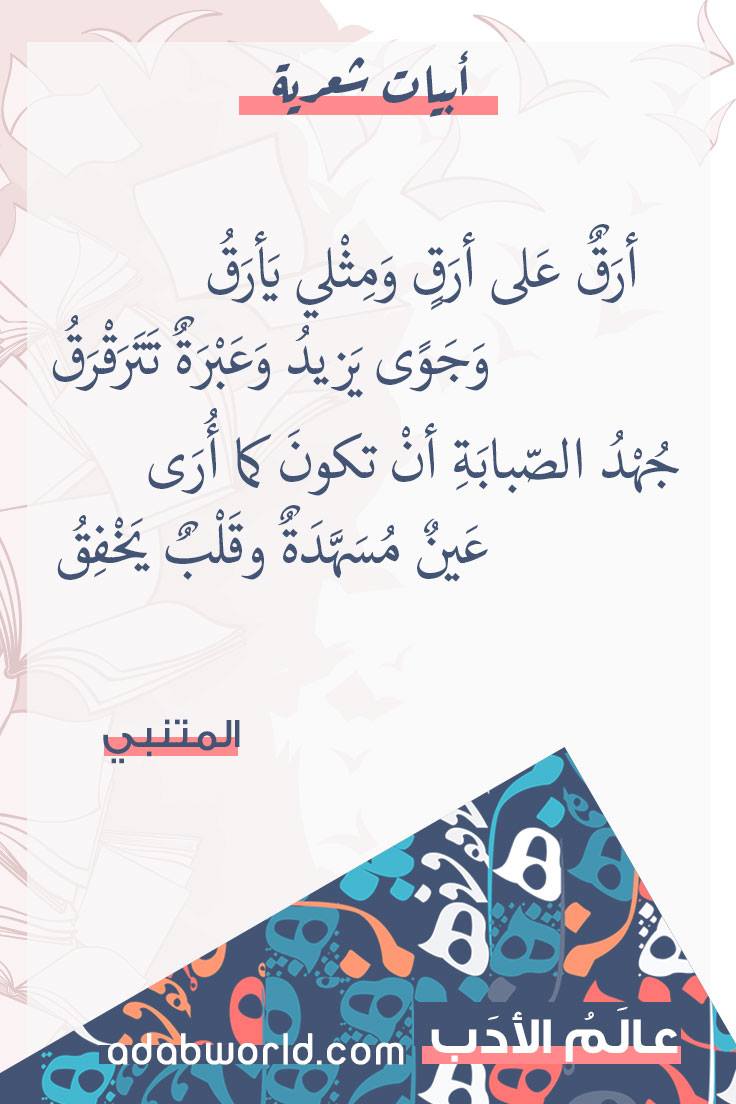 أبيات شعرية
أرَقٌ عَلى أرَقٍ وَمِثْلي يَأرَقُ
وَجَوًى يَزيدُ وَعَبْرَةٌ تَتَرَقْرَقُ
جُهْدُ الصّبابَةِ أنْ تكونَ كما أُرَى
عَينٌ مُسَهَّدَةٌ وقَلْبٌ يَخْفِقُ
المتنبي
عالَمُ الأدَب adabworld.com